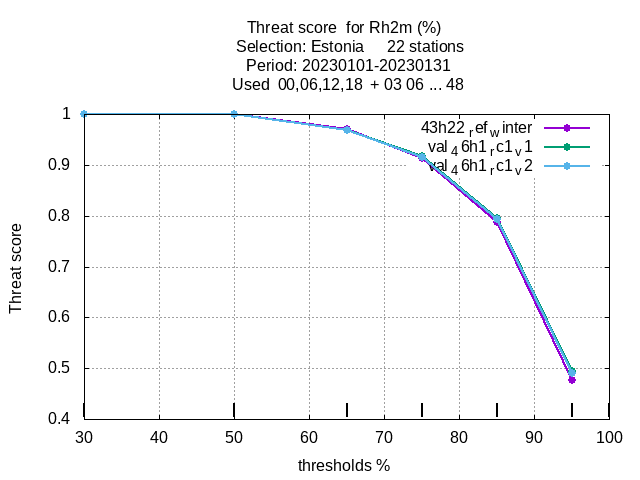 Threat score  for Rh2m (%)
Selection: Estonia     22 stations
Period: 20230101-20230131
Used  00,06,12,18  + 03 06 ... 48
43h22 ref winter
val 4 6h1 r c1 v 1
val 4 6h1 r c1 v 2
1
0.9
0.8
0.7
0.6
0.5
0.4
Threat score
30 40 50 60 70 80 90 100
thresholds %